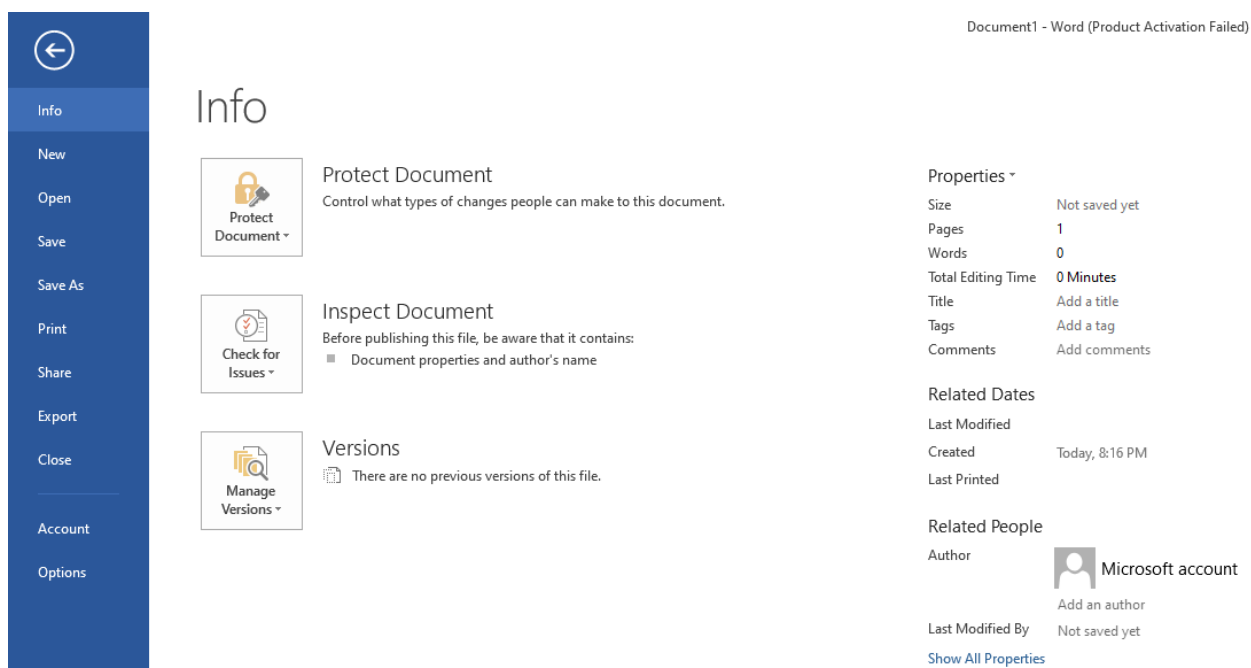 Document1 - Word (Product Activation Failed)
Info
New
Open
Save
Save As
Print
Share
Export
Close
Account
Options
Info
Protect
Document
Protect Document
Control what types of changes people can make to this document.
Check for
Issues
Inspect Document
Before publishing this file, be aware that it contains:
Document properties and author's name
Manage
Versions
Versions
There are no previous versions of this file.
Properties
Size Not saved yet
Pages 1
Words 0
Total Editing Time 0 Minutes
Title Add a title
Tags Add a tag
Comments Add comments
Related Dates
Last Modified
Created Today, 8:16 PM
Last Printed
Related People
Author Microsoft account
Add an author
Last Modified By Not saved yet
Show All Properties